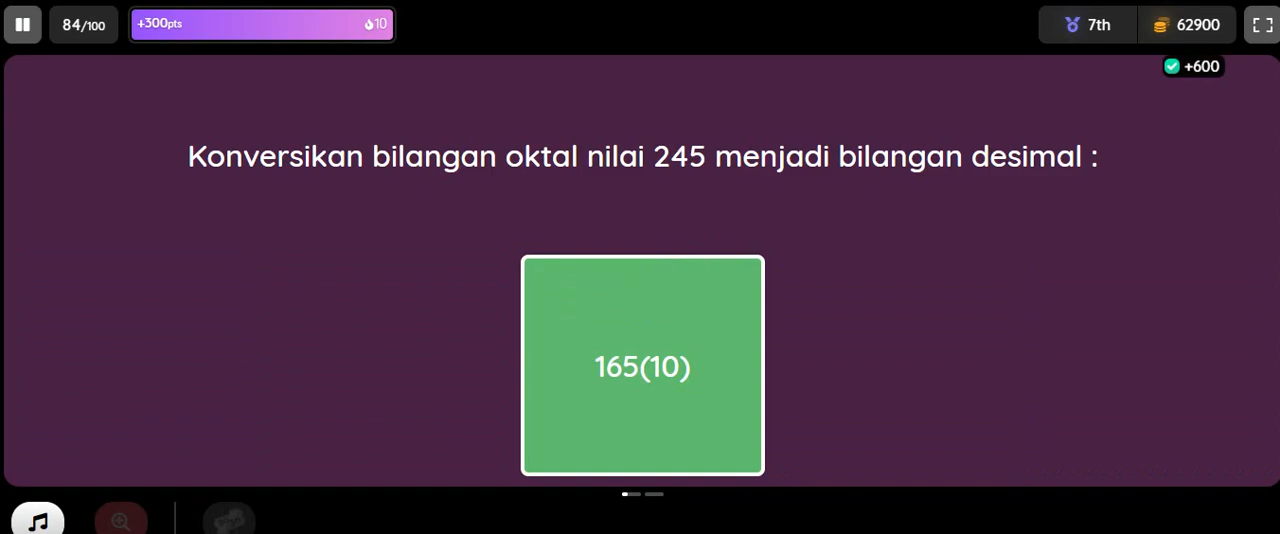 84/100
+300pts
10
7th
62900
+600
Konversikan bilangan oktal nilai 245 menjadi bilangan desimal :
165(10)